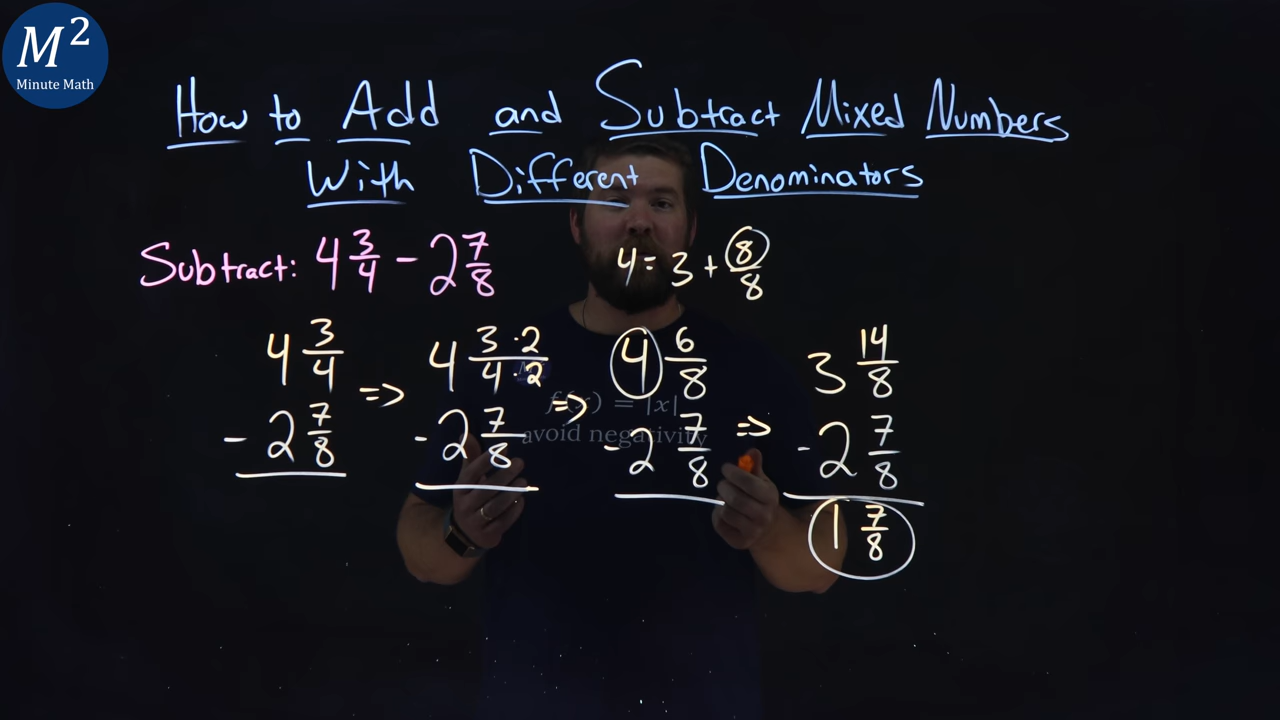 M²
Minute Math
How to Add and Subtract Mixed Numbers
With Different Denominators
Subtract: 4 3/4 - 2 7/8
4 = 3 + 8/8
4 3/4 => 4 3·2/4·2 => 4 6/8 => 3 14/8
- 2 7/8 - 2 7/8 - 2 7/8 - 2 7/8
1 7/8
f(x) = |x|
avoid negativity